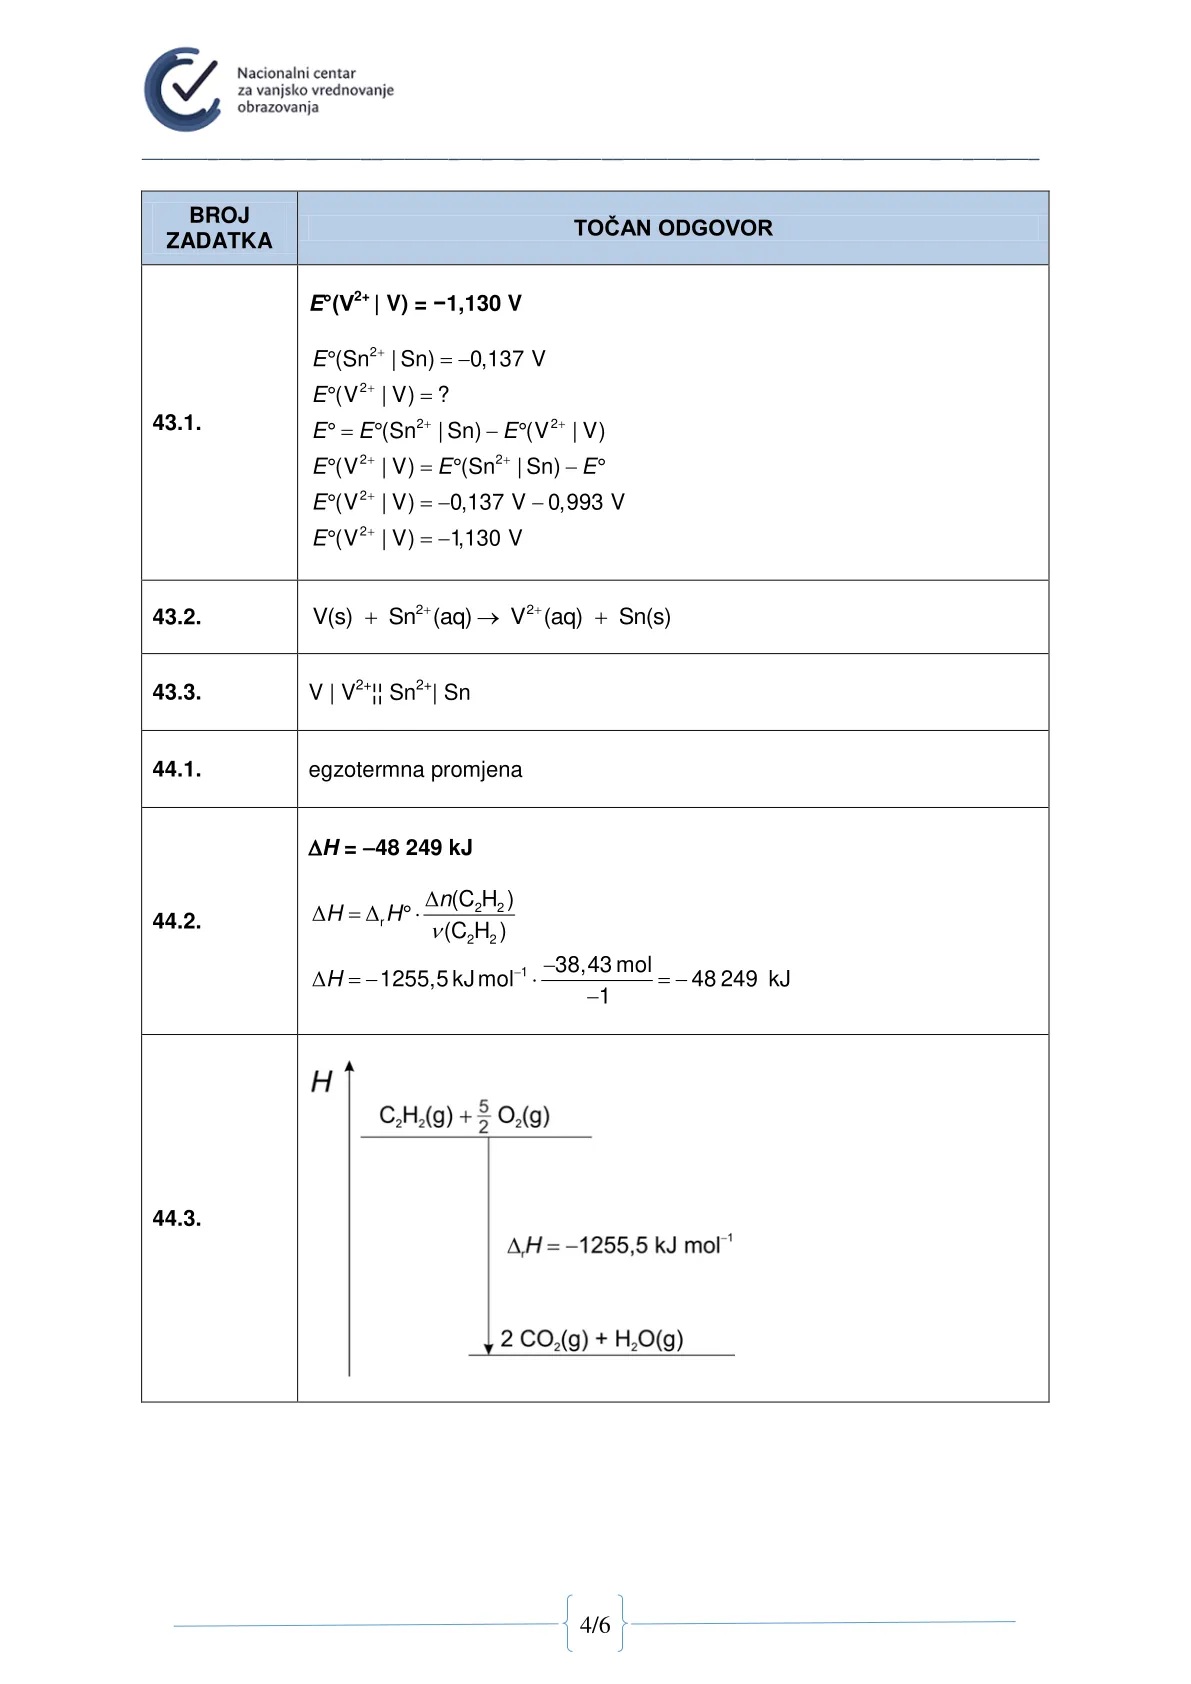 Nacionalni centar
za vanjsko vrednovanje
obrazovanja
BROJ
ZADATKA
TOČAN ODGOVOR
43.1.
E°(V²⁺ | V) = −1,130 V
E°(Sn²⁺ | Sn) = −0,137 V
E°(V²⁺ | V) = ?
E° = E°(Sn²⁺ | Sn) − E°(V²⁺ | V)
E°(V²⁺ | V) = E°(Sn²⁺ | Sn) − E°
E°(V²⁺ | V) = −0,137 V − 0,993 V
E°(V²⁺ | V) = −1,130 V
43.2.
V(s) + Sn²⁺(aq) → V²⁺(aq) + Sn(s)
43.3.
V | V²⁺¦¦ Sn²⁺| Sn
44.1.
egzotermna promjena
44.2.
ΔH = –48 249 kJ
ΔH = ΔᵣH° · Δn(C₂H₂) / ν(C₂H₂)
ΔH = −1255,5 kJ mol⁻¹ · −38,43 mol / −1 = − 48 249 kJ
44.3.
H
C₂H₂(g) + 5/2 O₂(g)
ΔᵣH = −1255,5 kJ mol⁻¹
2 CO₂(g) + H₂O(g)
4/6